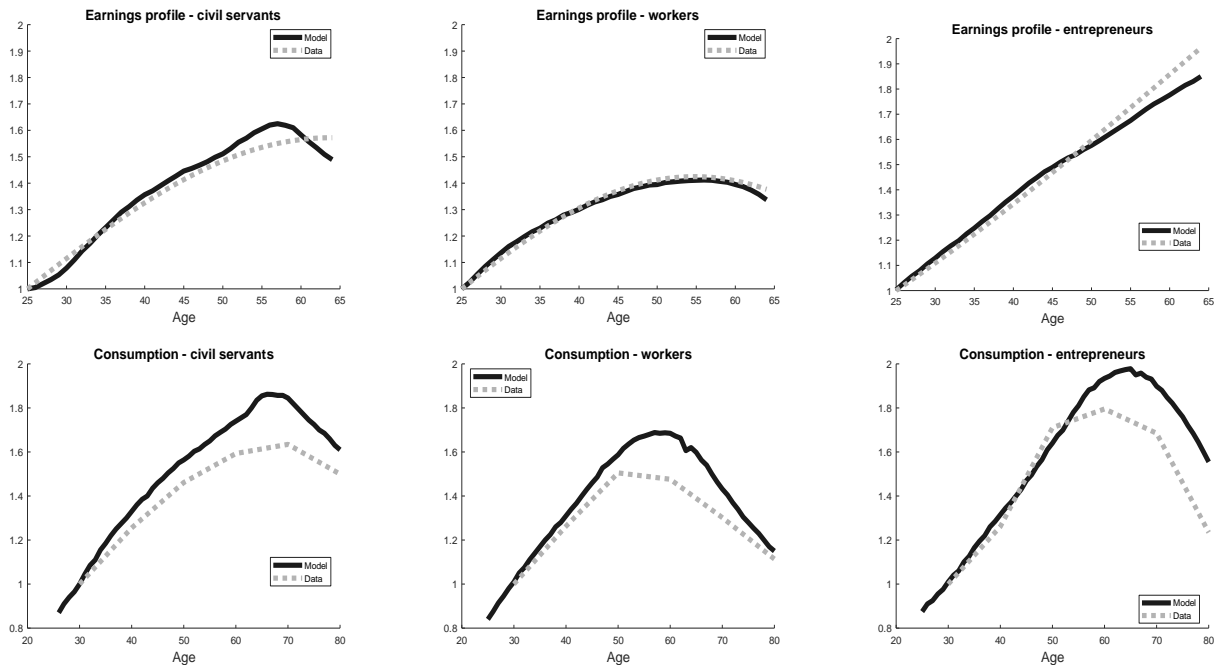 Earnings profile - civil servants
2
1.9
1.8
1.7
1.6
1.5
1.4
1.3
1.2
1.1
1
25 30 35 40 45 50 55 60 65
Age
Model
Data
Earnings profile - workers
2
1.9
1.8
1.7
1.6
1.5
1.4
1.3
1.2
1.1
1
25 30 35 40 45 50 55 60 65
Age
Model
Data
Earnings profile - entrepreneurs
2
1.9
1.8
1.7
1.6
1.5
1.4
1.3
1.2
1.1
1
25 30 35 40 45 50 55 60 65
Age
Model
Data
Consumption - civil servants
2
1.8
1.6
1.4
1.2
1
0.8
20 30 40 50 60 70 80
Age
Model
Data
Consumption - workers
2
1.8
1.6
1.4
1.2
1
0.8
20 30 40 50 60 70 80
Age
Model
Data
Consumption - entrepreneurs
2
1.8
1.6
1.4
1.2
1
0.8
20 30 40 50 60 70 80
Age
Model
Data